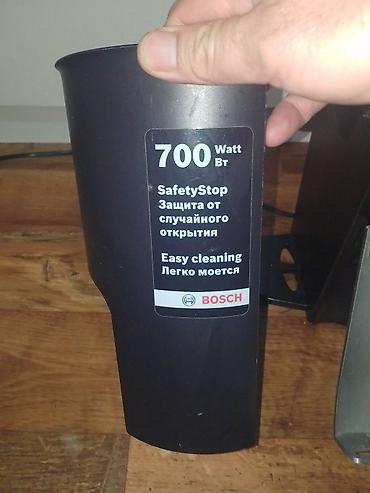 700 Watt
Вт
SafetyStop
Защита от
случайного
открытия
Easy cleaning
Легко моется
BOSCH